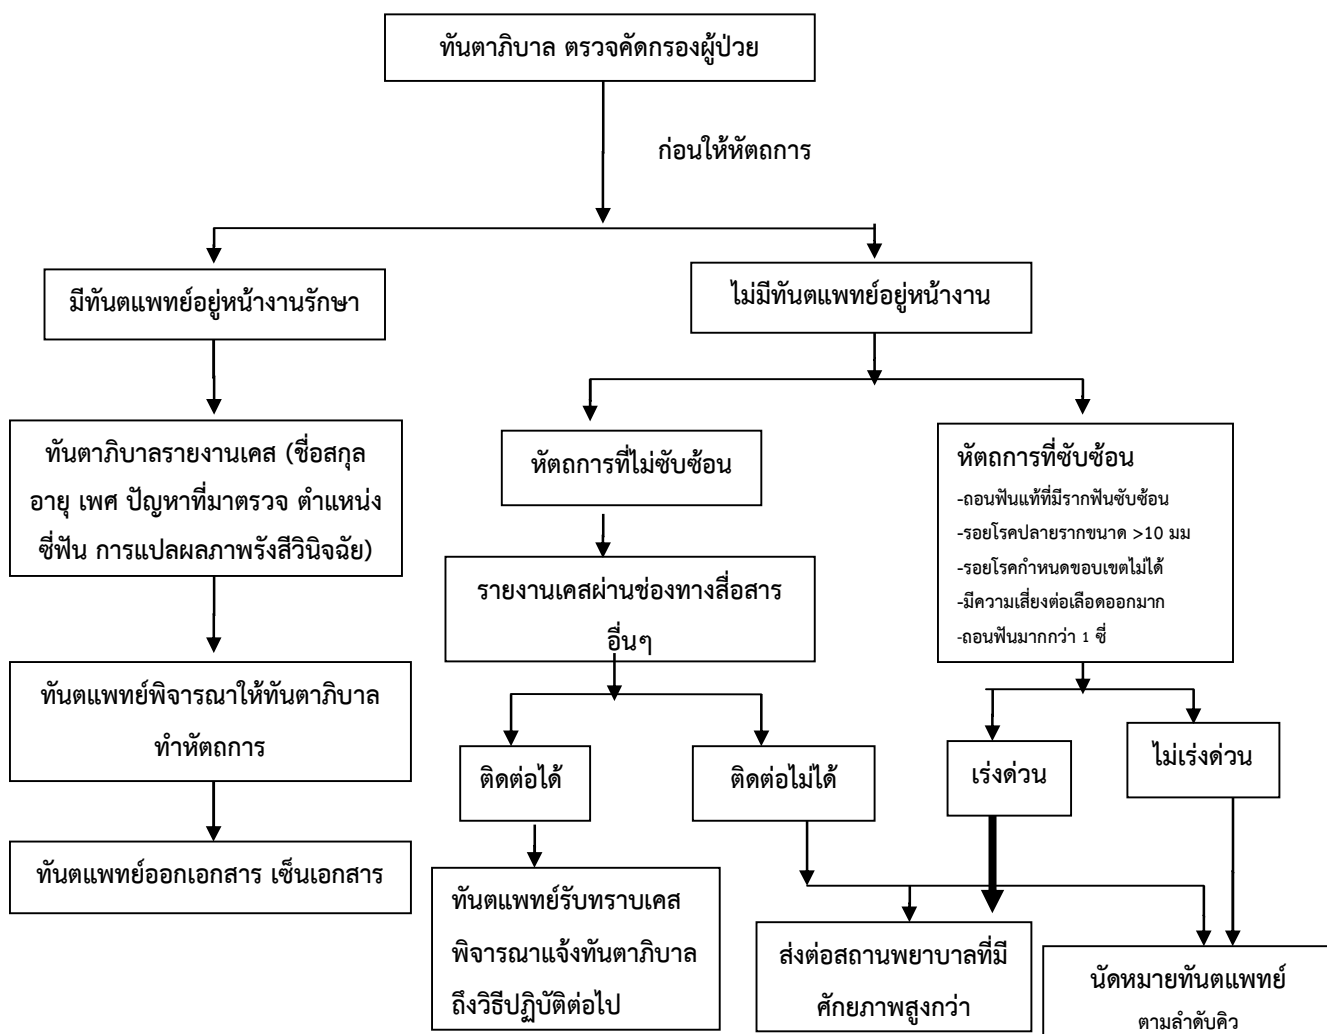 ทันตาภิบาล ตรวจคัดกรองผู้ป่วย
ก่อนให้หัตถการ
มีทันตแพทย์อยู่หน้างานรักษา
ไม่มีทันตแพทย์อยู่หน้างาน
ทันตาภิบาลรายงานเคส (ชื่อสกุล
อายุ เพศ ปัญหาที่มาตรวจ ตำแหน่ง
ซี่ฟัน การแปลผลภาพรังสีวินิจฉัย)
หัตถการที่ไม่ซับซ้อน
หัตถการที่ซับซ้อน
-ถอนฟันแท้ที่มีรากฟันซับซ้อน
-รอยโรคปลายรากขนาด >10 มม
-รอยโรคกำหนดขอบเขตไม่ได้
-มีความเสี่ยงต่อเลือดออกมาก
-ถอนฟันมากกว่า 1 ซี่
รายงานเคสผ่านช่องทางสื่อสาร
อื่นๆ
ทันตแพทย์พิจารณาให้ทันตาภิบาล
ทำหัตถการ
ติดต่อได้
ติดต่อไม่ได้
เร่งด่วน
ไม่เร่งด่วน
ทันตแพทย์ออกเอกสาร เซ็นเอกสาร
ทันตแพทย์รับทราบเคส
พิจารณาแจ้งทันตาภิบาล
ถึงวิธีปฏิบัติต่อไป
ส่งต่อสถานพยาบาลที่มี
ศักยภาพสูงกว่า
นัดหมายทันตแพทย์
ตามลำดับคิว